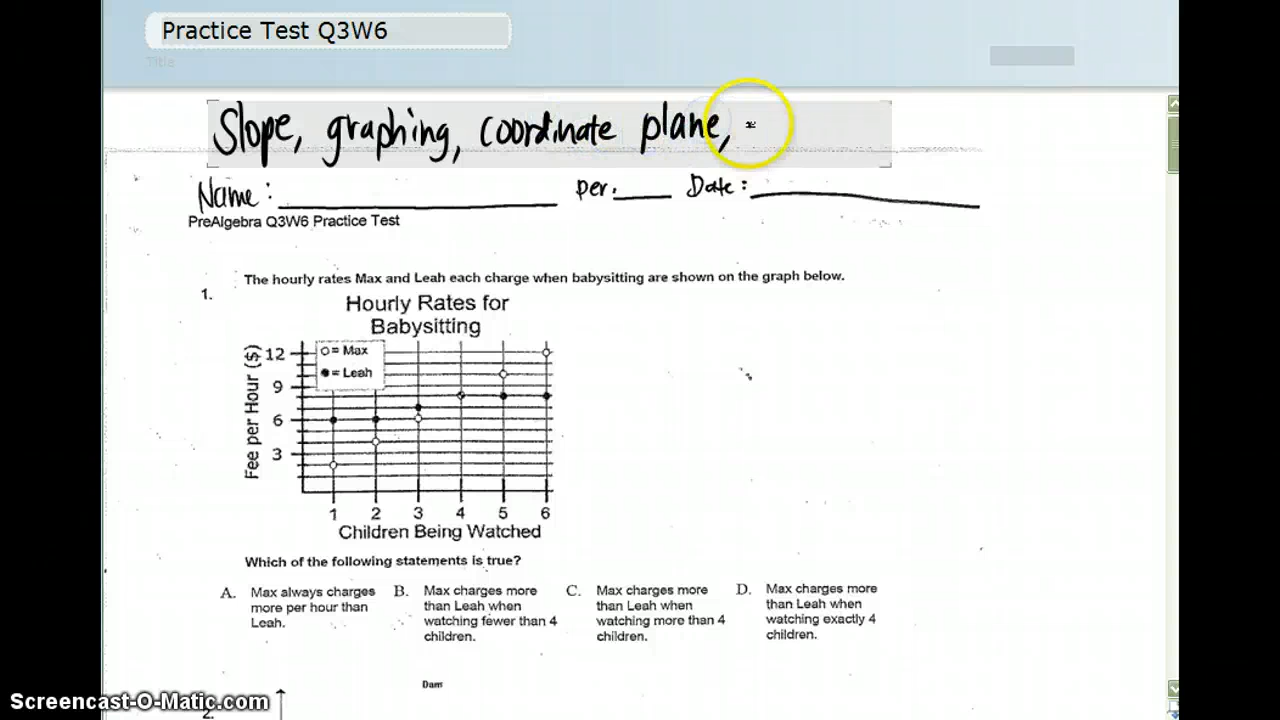 Practice Test Q3W6
Title
Slope, graphing, coordinate plane,
Name: Per. Date:
PreAlgebra Q3W6 Practice Test
The hourly rates Max and Leah each charge when babysitting are shown on the graph below.
1.
Hourly Rates for
Babysitting
= Max
= Leah
Fee per Hour ($)
12
9
6
3
1 2 3 4 5 6
Children Being Watched
Which of the following statements is true?
A. Max always charges
more per hour than
Leah.
B. Max charges more
than Leah when
watching fewer than 4
children.
C. Max charges more
than Leah when
watching more than 4
children.
D. Max charges more
than Leah when
watching exactly 4
children.
Dam
2.
Screencast-O-Matic.com